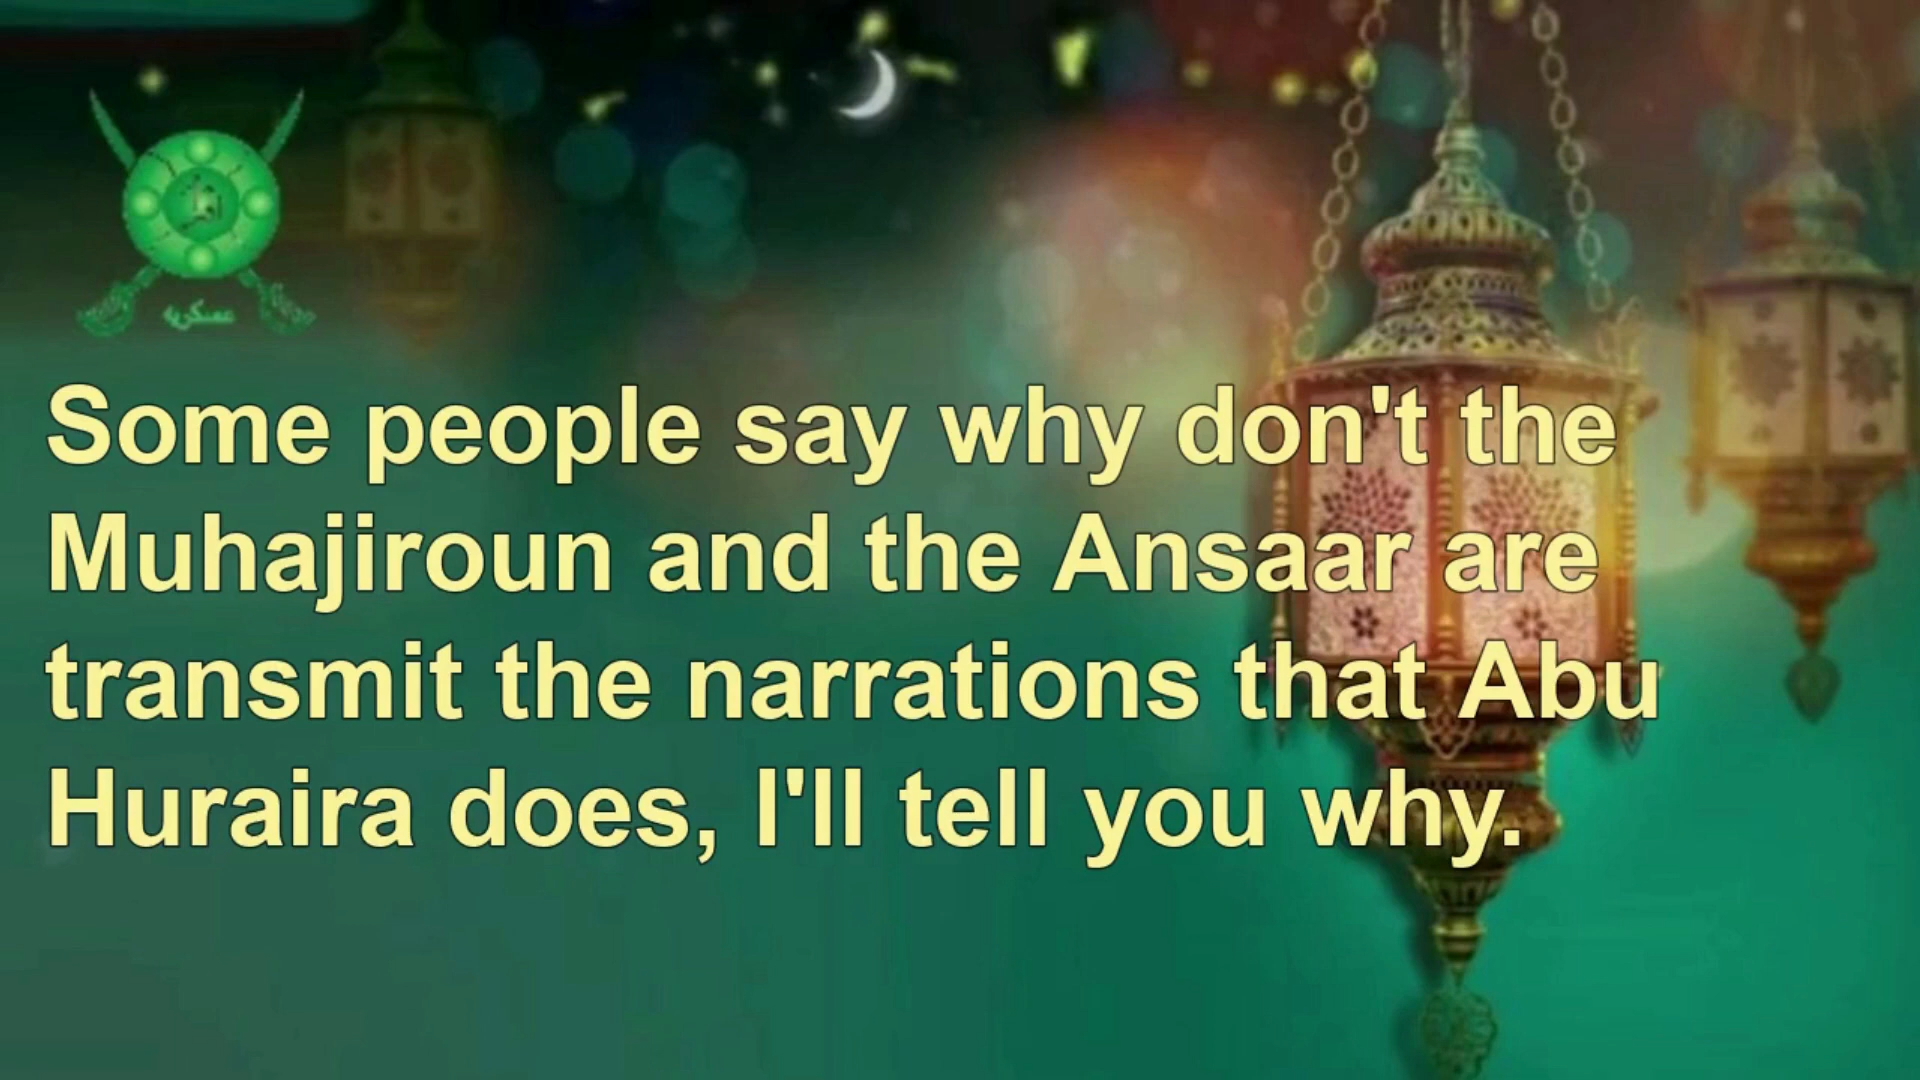 عسكريه
Some people say why don't the
Muhajiroun and the Ansaar are
transmit the narrations that Abu
Huraira does, I'll tell you why.